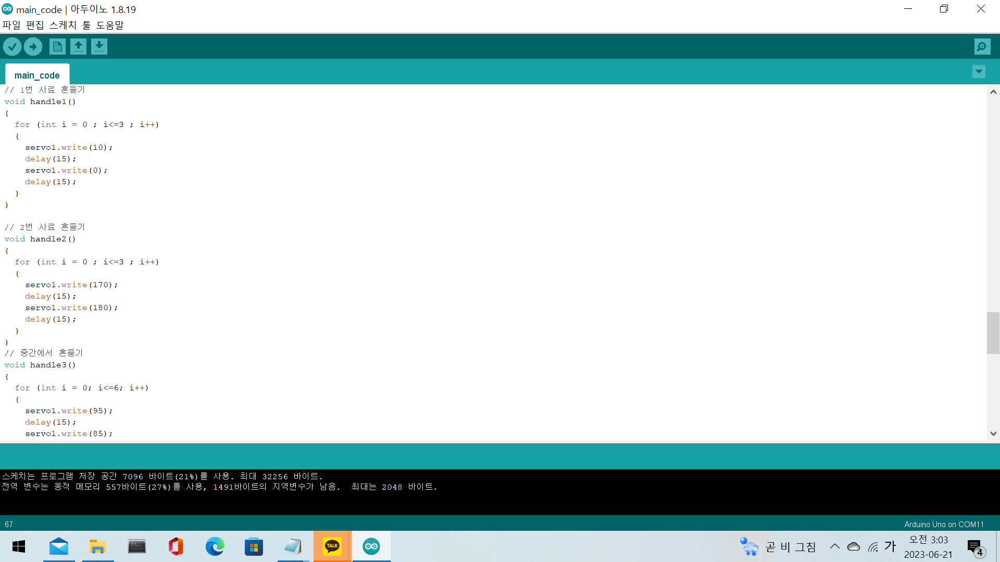 main_code | 아두이노 1.8.19
파일 편집 스케치 툴 도움말
main_code
// 1번 사료 흔들기
void handle1()
{
  for (int i = 0 ; i<=3 ; i++)
  {
    servo1.write(10);
    delay(15);
    servo1.write(0);
    delay(15);
  }
}
// 2번 사료 흔들기
void handle2()
{
  for (int i = 0 ; i<=3 ; i++)
  {
    servo1.write(170);
    delay(15);
    servo1.write(180);
    delay(15);
  }
}
// 중간에서 흔들기
void handle3()
{
  for (int i = 0; i<=6; i++)
  {
    servo1.write(95);
    delay(15);
    servo1.write(85);
스케치는 프로그램 저장 공간 7096 바이트(21%)를 사용. 최대 32256 바이트.
전역 변수는 동적 메모리 557바이트(27%)를 사용, 1491바이트의 지역변수가 남음.  최대는 2048 바이트.
67
Arduino Uno on COM11
C:\_
TALK
곧 비 그침
가
오전 3:03
2023-06-21
4